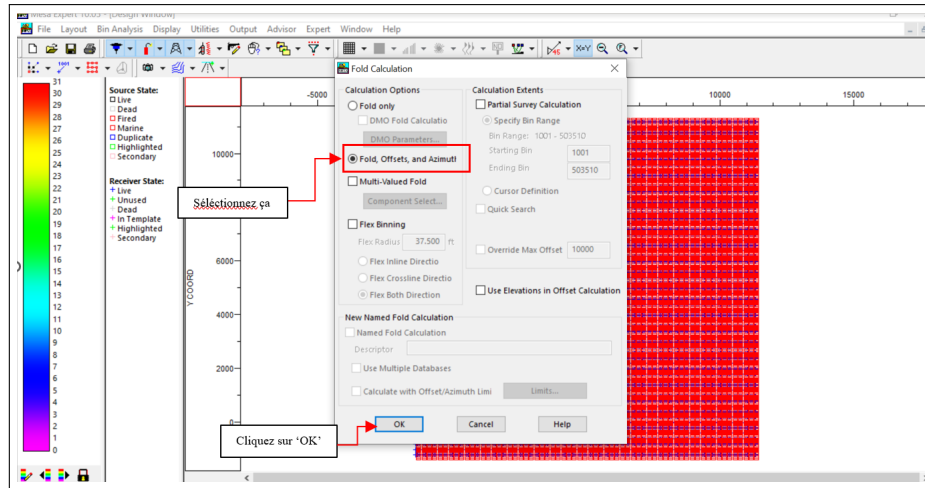 Mesa Expert 10.05 - [Design Window]
File Layout Bin Analysis Display Utilities Output Advisor Expert Window Help
X=Y
31
30
29
28
27
26
25
24
23
22
21
20
19
18
17
16
15
14
13
12
11
10
9
8
7
6
5
4
3
2
1
0
Source State:
Live
Dead
Fired
Marine
Duplicate
Highlighted
Secondary
Receiver State:
Live
Unused
Dead
In Template
Highlighted
Secondary
-5000
10000
15000
10000
6000
4000
2000
0
Y COORD
Séléctionnez ça
Cliquez sur ‘OK’
Fold Calculation
Calculation Options
Fold only
DMO Fold Calculatio
DMO Parameters...
Fold, Offsets, and Azimutl
Multi-Valued Fold
Component Select...
Flex Binning
Flex Radius 37.500 ft
Flex Inline Directio
Flex Crossline Directio
Flex Both Direction
Calculation Extents
Partial Survey Calculation
Specify Bin Range
Bin Range: 1001 - 503510
Starting Bin 1001
Ending Bin 503510
Cursor Definition
Quick Search
Override Max Offset 10000
Use Elevations in Offset Calculation
New Named Fold Calculation
Named Fold Calculation
Descriptor
Use Multiple Databases
Calculate with Offset/Azimuth Limi Limits...
OK Cancel Help